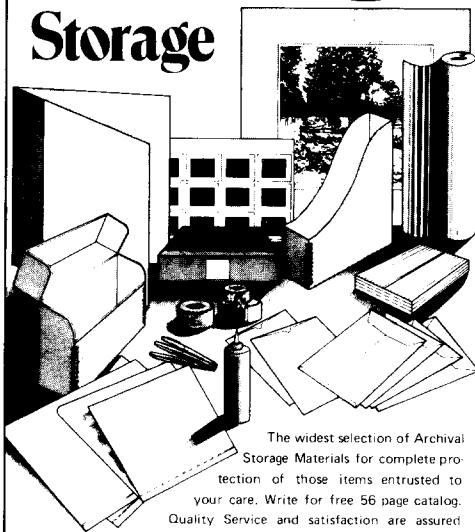 Storage
The widest selection of Archival
Storage Materials for complete pro-
tection of those items entrusted to
your care. Write for free 56 page catalog.
Quality Service and satisfaction are assured